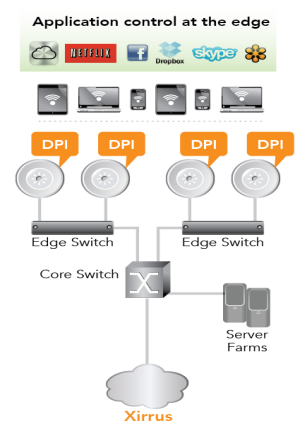 Application control at the edge
NETFLIX
f
Dropbox
skype
DPI
DPI
DPI
DPI
Edge Switch
Edge Switch
Core Switch
Server
Farms
Xirrus